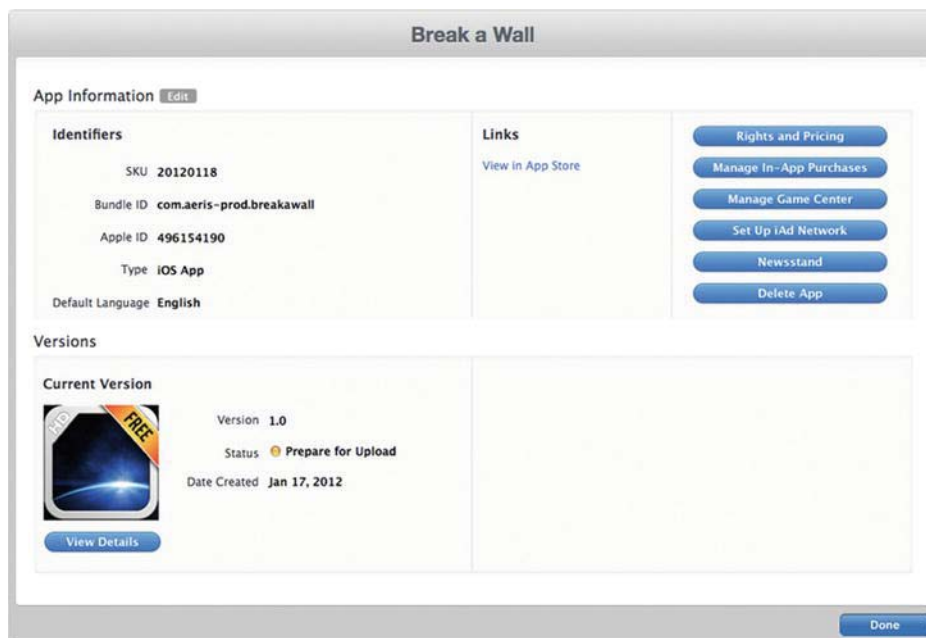 Break a Wall
App Information Edit
Identifiers
SKU 20120118
Bundle ID com.aeris-prod.breakawall
Apple ID 496154190
Type iOS App
Default Language English
Links
View in App Store
Rights and Pricing
Manage In-App Purchases
Manage Game Center
Set Up iAd Network
Newsstand
Delete App
Versions
Current Version
HD
FREE
Version 1.0
Status Prepare for Upload
Date Created Jan 17, 2012
View Details
Done